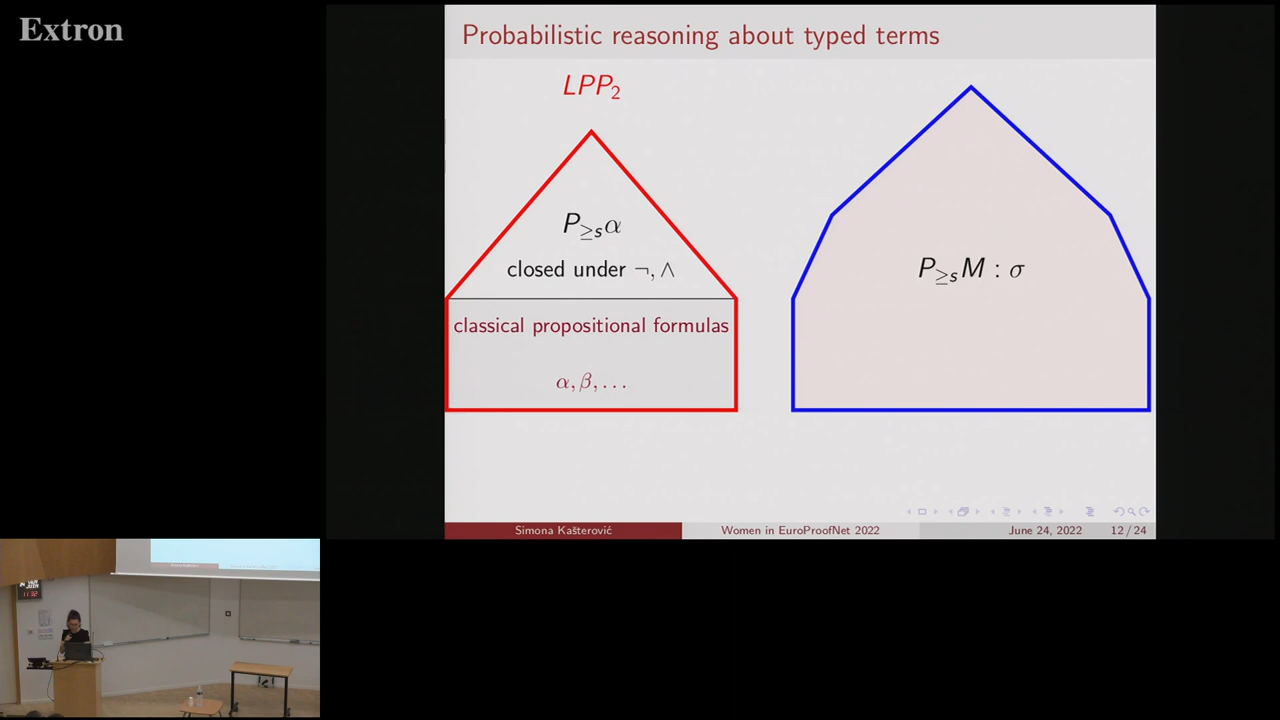 Extron
Probabilistic reasoning about typed terms
LPP₂
P≥sα
closed under ¬, ∧
classical propositional formulas
α, β, …
P≥sM : σ
Simona Kašterović
Women in EuroProofNet 2022
June 24, 2022
12 / 24